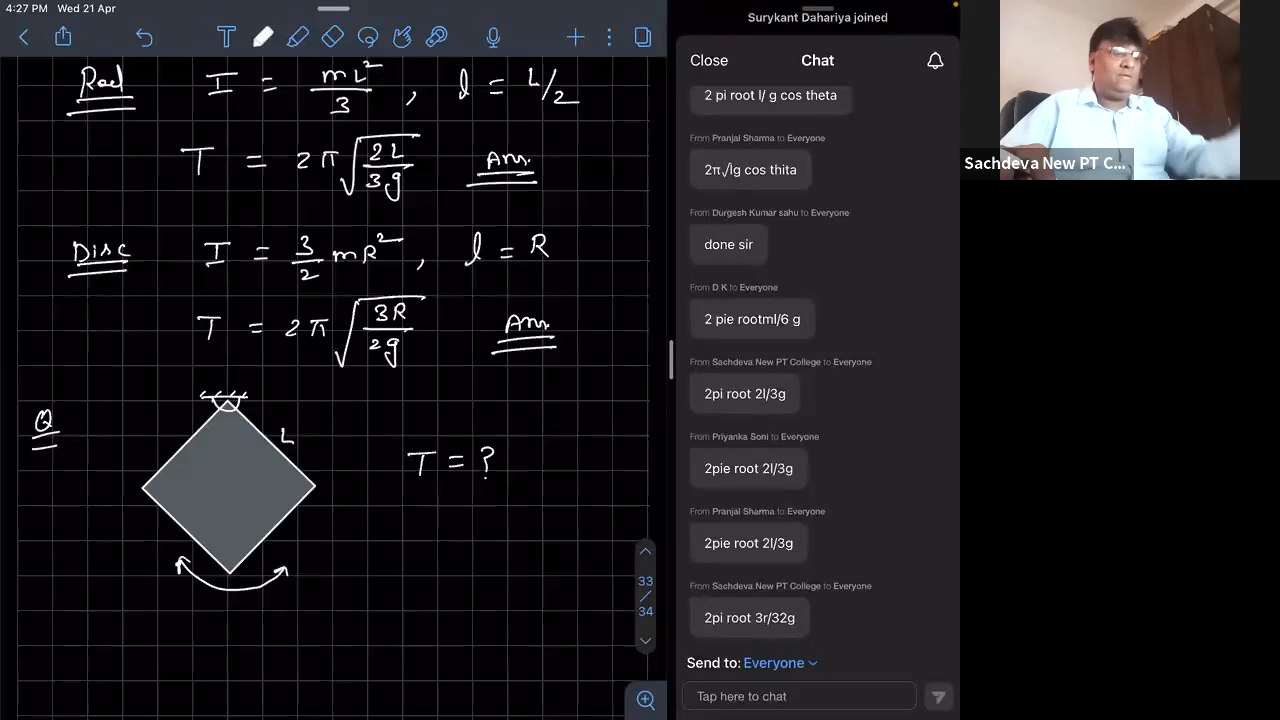 4:27 PM Wed 21 Apr
Rod I = mL²/3 , l = L/2
T = 2π√(2L/3g) Ans.
Disc I = 3/2 mR² , l = R
T = 2π√(3R/2g) Ans.
Q L
T = ?
33
/
34
Surykant Dahariya joined
Close Chat
2 pi root l/ g cos theta
From Pranjal Sharma to Everyone
2π√lg cos thita
From Durgesh Kumar sahu to Everyone
done sir
From D K to Everyone
2 pie rootml/6 g
From Sachdeva New PT College to Everyone
2pi root 2l/3g
From Priyanka Soni to Everyone
2pie root 2l/3g
From Pranjal Sharma to Everyone
2pie root 2l/3g
From Sachdeva New PT College to Everyone
2pi root 3r/32g
Send to: Everyone
Tap here to chat
Sachdeva New PT C...